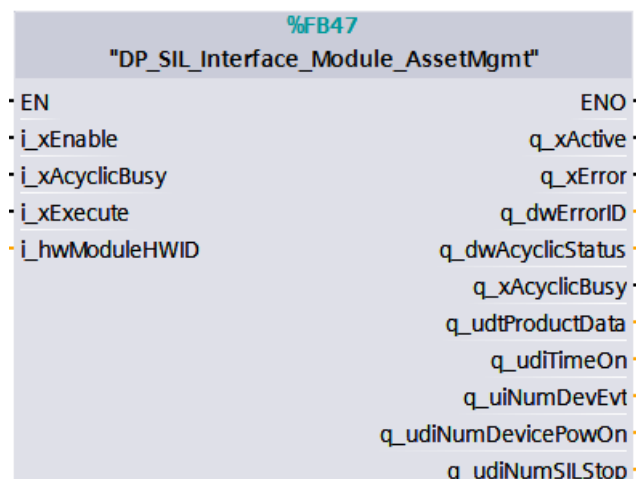 %FB47
"DP_SIL_Interface_Module_AssetMgmt"
EN ENO
i_xEnable q_xActive
i_xAcyclicBusy q_xError
i_xExecute q_dwErrorID
i_hwModuleHWID q_dwAcyclicStatus
q_xAcyclicBusy
q_udtProductData
q_udiTimeOn
q_uiNumDevEvt
q_udiNumDevicePowOn
q_udiNumSILStop